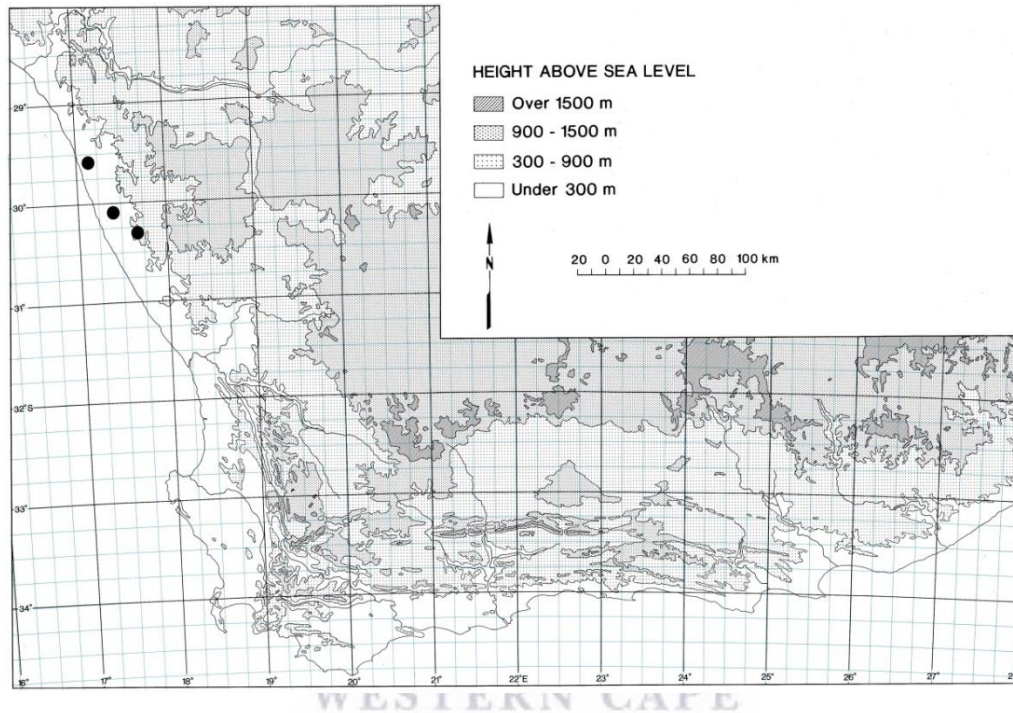 HEIGHT ABOVE SEA LEVEL
Over 1500 m
900 - 1500 m
300 - 900 m
Under 300 m
N
20 0 20 40 60 80 100 km
29°
30°
31°
32°S
33°
34°
16° 17° 18° 19° 20° 21° 22°E 23° 24° 25° 26° 27° 28
WESTERN CAPE